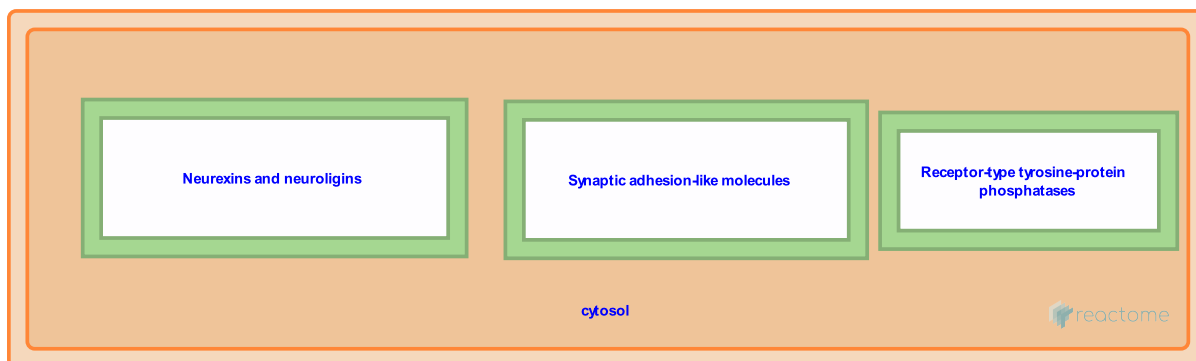 Neurexins and neuroligins
Synaptic adhesion-like molecules
Receptor-type tyrosine-protein
phosphatases
cytosol
reactome